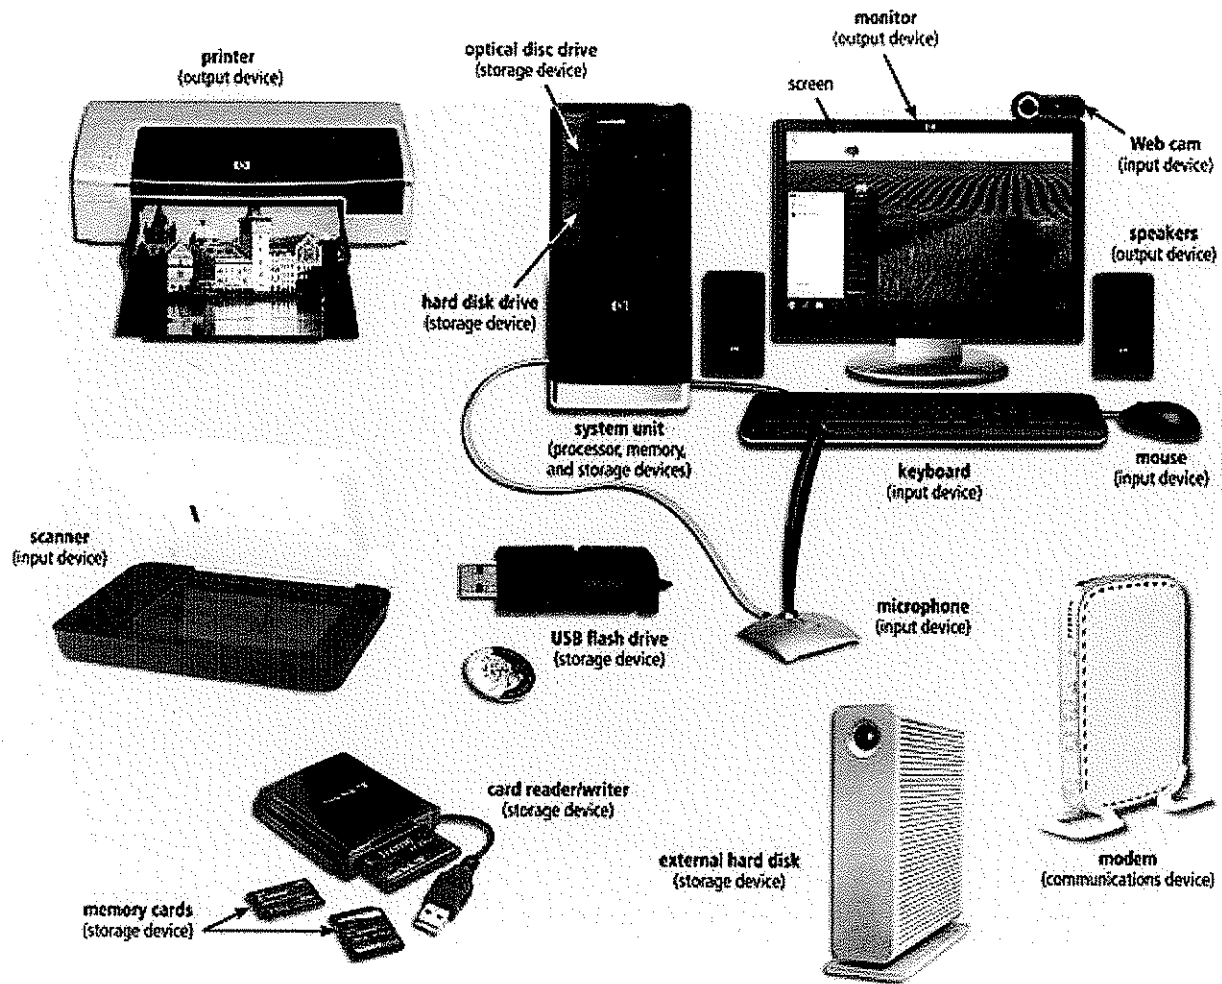 printer
(output device)
optical disc drive
(storage device)
monitor
(output device)
screen
Web cam
(input device)
speakers
(output device)
hard disk drive
(storage device)
system unit
(processor, memory,
and storage devices)
keyboard
(input device)
mouse
(input device)
scanner
(input device)
USB flash drive
(storage device)
microphone
(input device)
card reader/writer
(storage device)
external hard disk
(storage device)
modem
(communications device)
memory cards
(storage device)